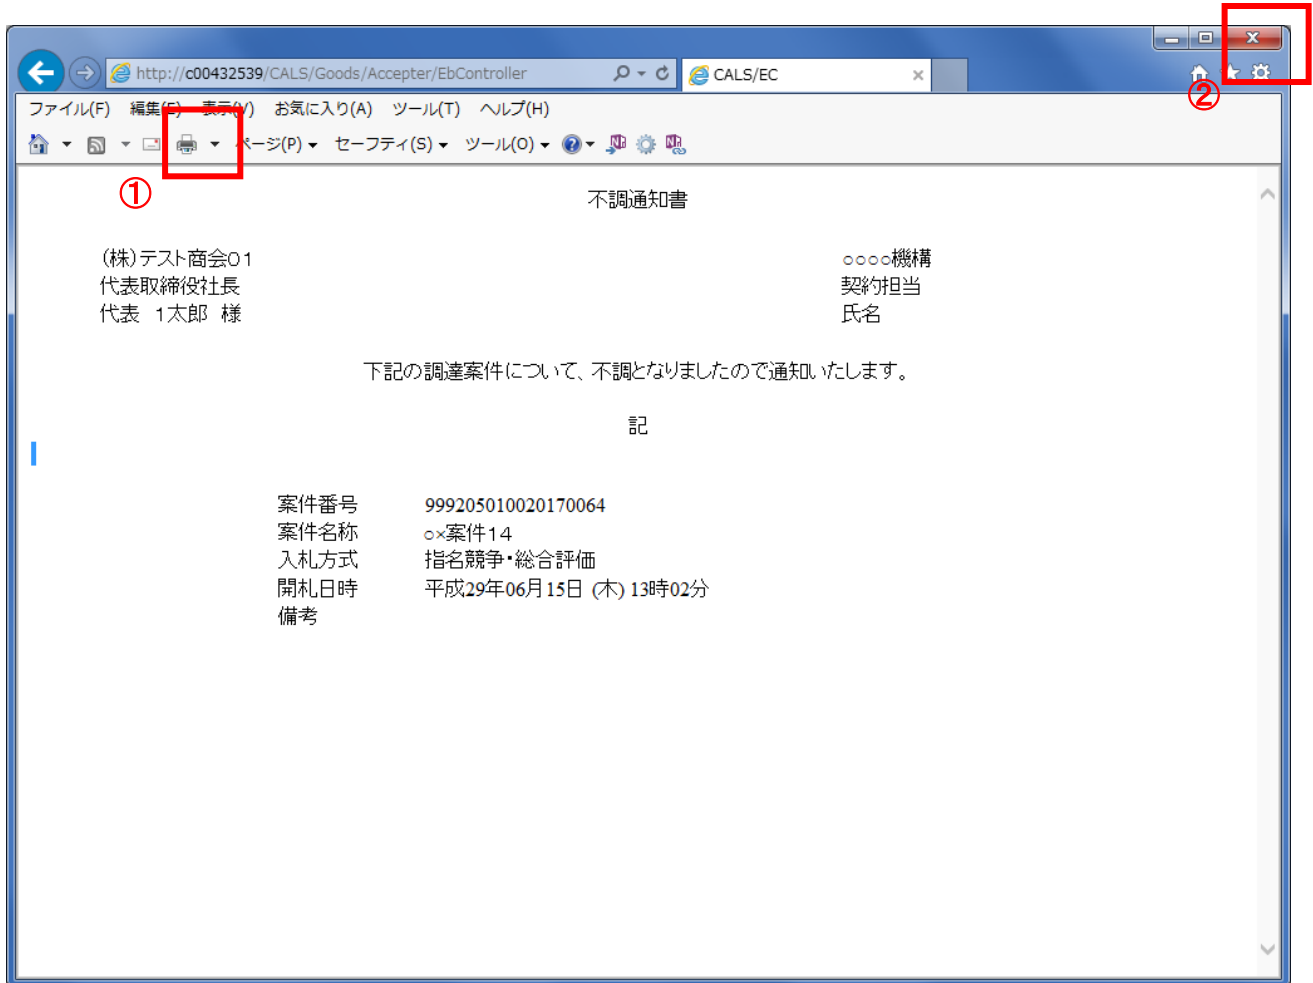 http://c00432539/CALS/Goods/Accepter/EbController
CALS/EC
ファイル(F) 編集(E) 表示(V) お気に入り(A) ツール(T) ヘルプ(H)
②
ページ(P) セーフティ(S) ツール(O)
①
不調通知書
(株)テスト商会01
○○○○機構
代表取締役社長
契約担当
代表 1太郎 様
氏名
下記の調達案件について、不調となりましたので通知いたします。
記
案件番号 999205010020170064
案件名称 ○×案件14
入札方式 指名競争・総合評価
開札日時 平成29年06月15日 (木) 13時02分
備考